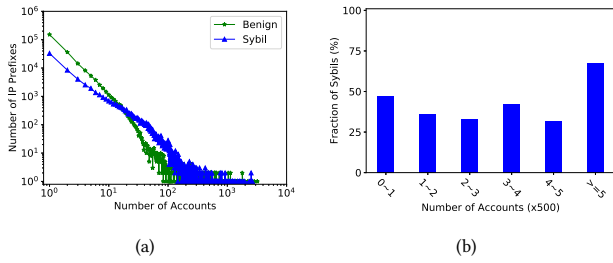 10^6
10^5
10^4
10^3
10^2
10^1
10^0
Number of IP Prefixes
Benign
Sybil
10^0 10^1 10^2 10^3 10^4
Number of Accounts
(a)
100
75
50
25
0
Fraction of Sybils (%)
0~1 1~2 2~3 3~4 4~5 >=5
Number of Accounts (x500)
(b)